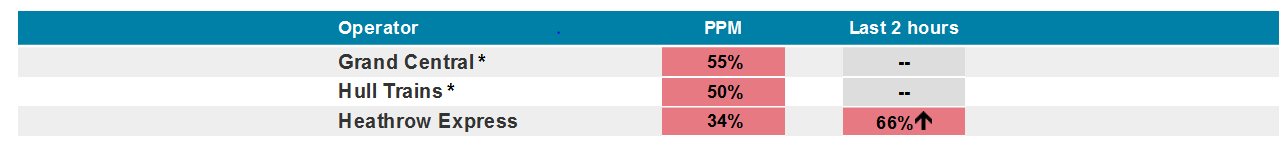 Operator PPM Last 2 hours
Grand Central * 55% --
Hull Trains * 50% --
Heathrow Express 34% 66%↑